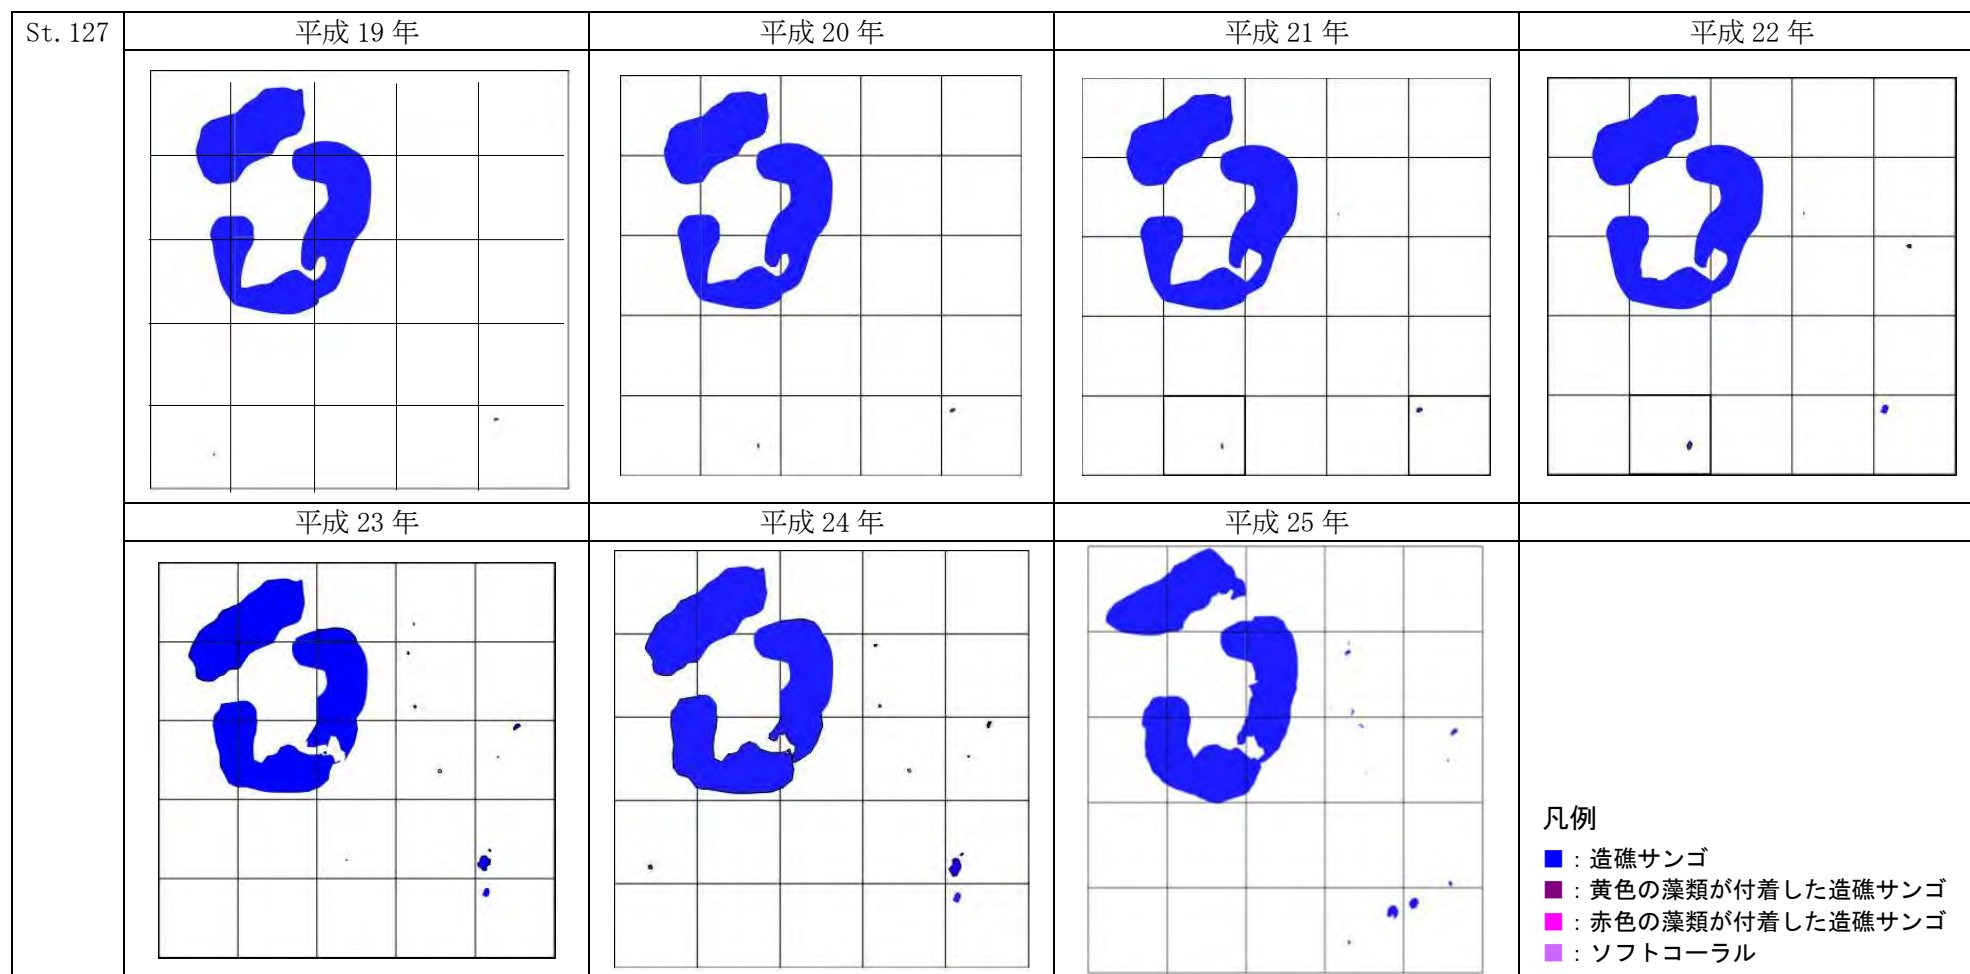 St.127
平成 19 年
平成 20 年
平成 21 年
平成 22 年
平成 23 年
平成 24 年
平成 25 年
凡例
■：造礁サンゴ
■：黄色の藻類が付着した造礁サンゴ
■：赤色の藻類が付着した造礁サンゴ
■：ソフトコーラル